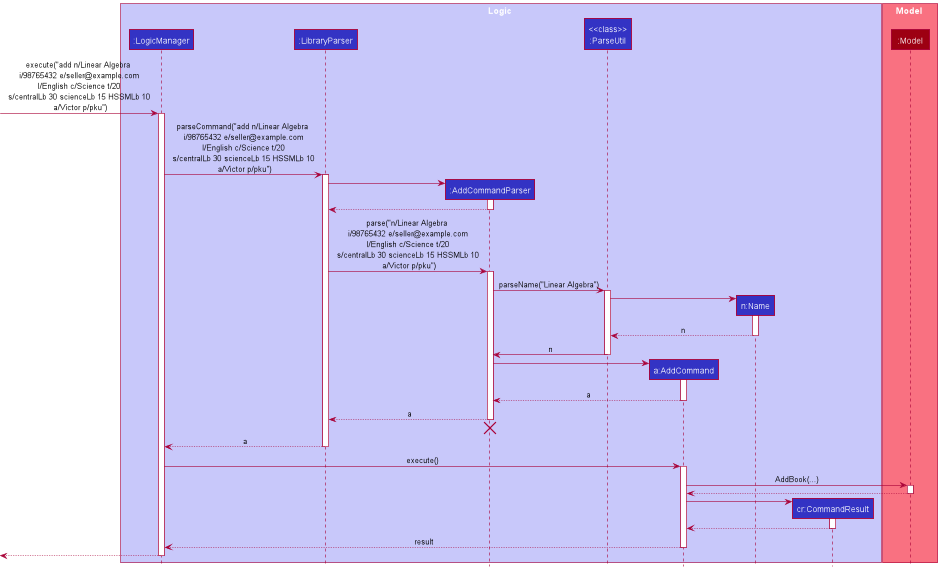 Logic
Model
<<class>>
:LogicManager
:LibraryParser
:ParseUtil
:Model
execute("add n/Linear Algebra
i/98765432 e/seller@example.com
l/English c/Science t/20
s/centralLb 30 scienceLb 15 HSSMLb 10
a/Victor p/pku")
parseCommand("add n/Linear Algebra
i/98765432 e/seller@example.com
l/English c/Science t/20
s/centralLb 30 scienceLb 15 HSSMLb 10
a/Victor p/pku")
:AddCommandParser
parse("n/Linear Algebra
i/98765432 e/seller@example.com
l/English c/Science t/20
s/centralLb 30 scienceLb 15 HSSMLb 10
a/Victor p/pku")
parseName("Linear Algebra")
n:Name
n
n
a:AddCommand
a
a
a
execute()
AddBook(...)
cr:CommandResult
result